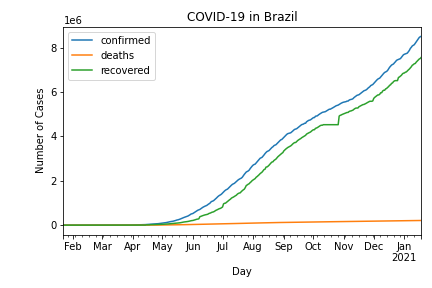 COVID-19 in Brazil
1e6
confirmed
deaths
recovered
8
6
4
2
0
Number of Cases
Feb Mar Apr May Jun Jul Aug Sep Oct Nov Dec Jan
2021
Day